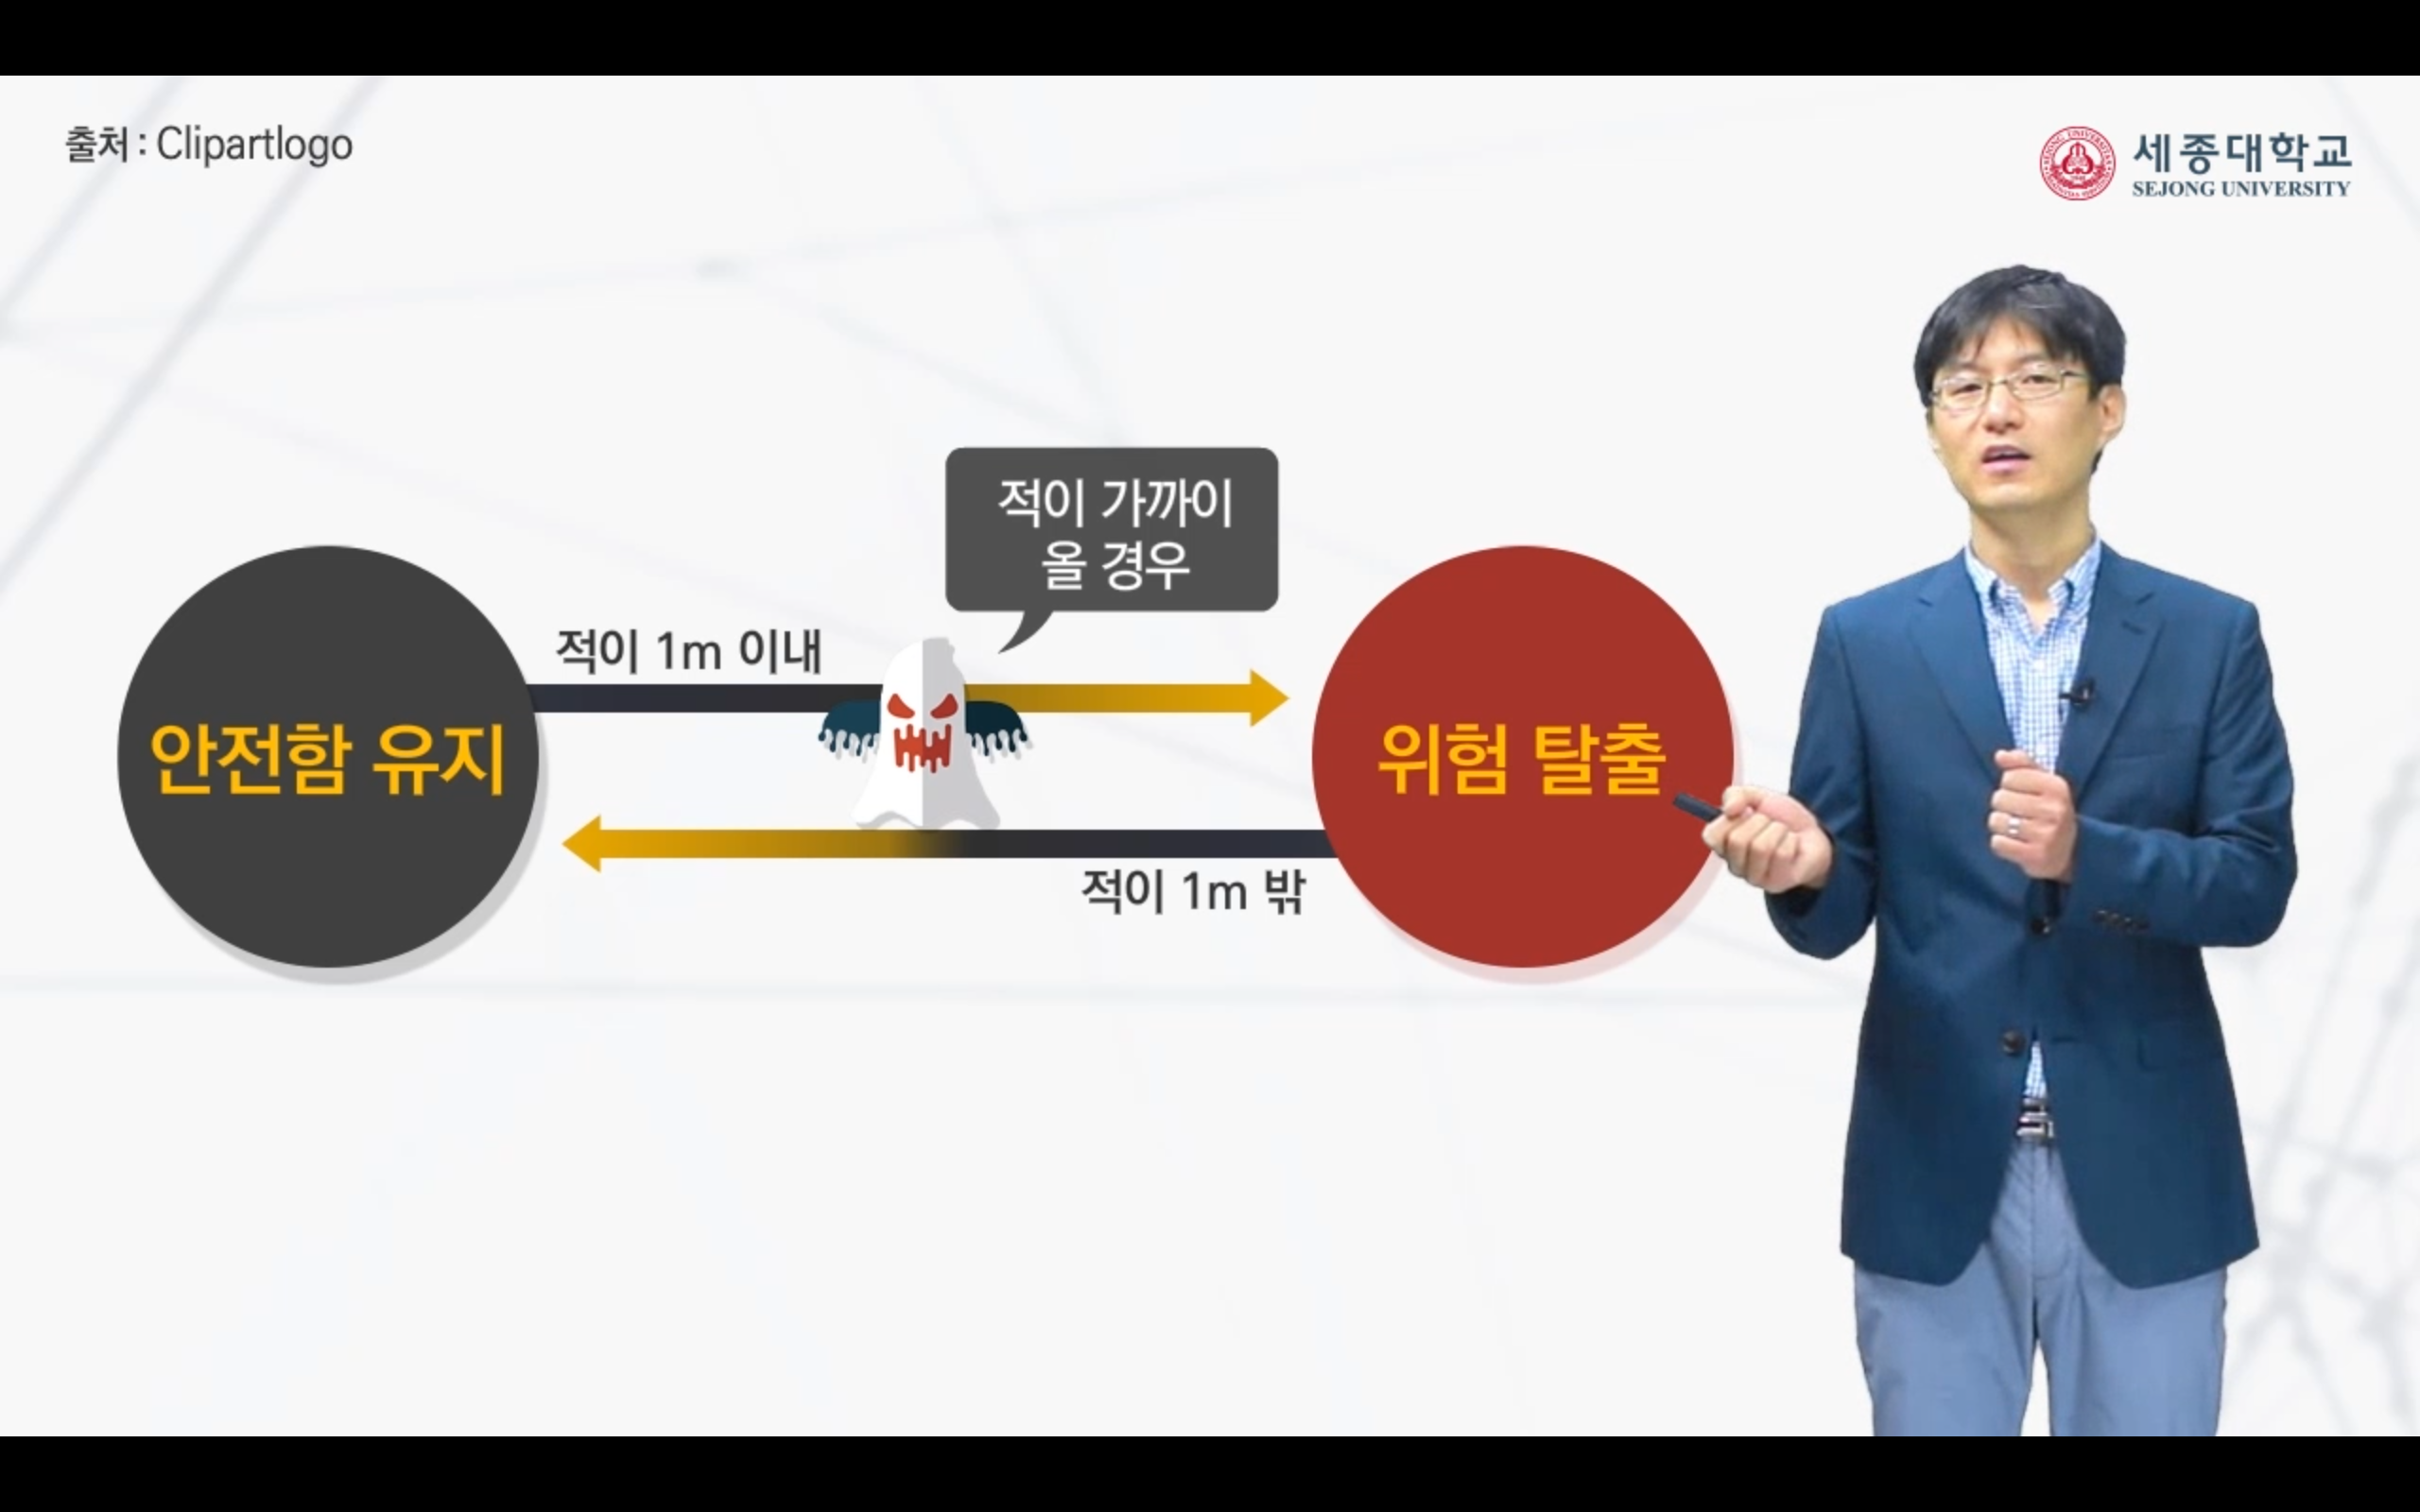 출처 : Clipartlogo
세종대학교
SEJONG UNIVERSITY
적이 가까이
올 경우
적이 1m 이내
안전함 유지
위험 탈출
적이 1m 밖